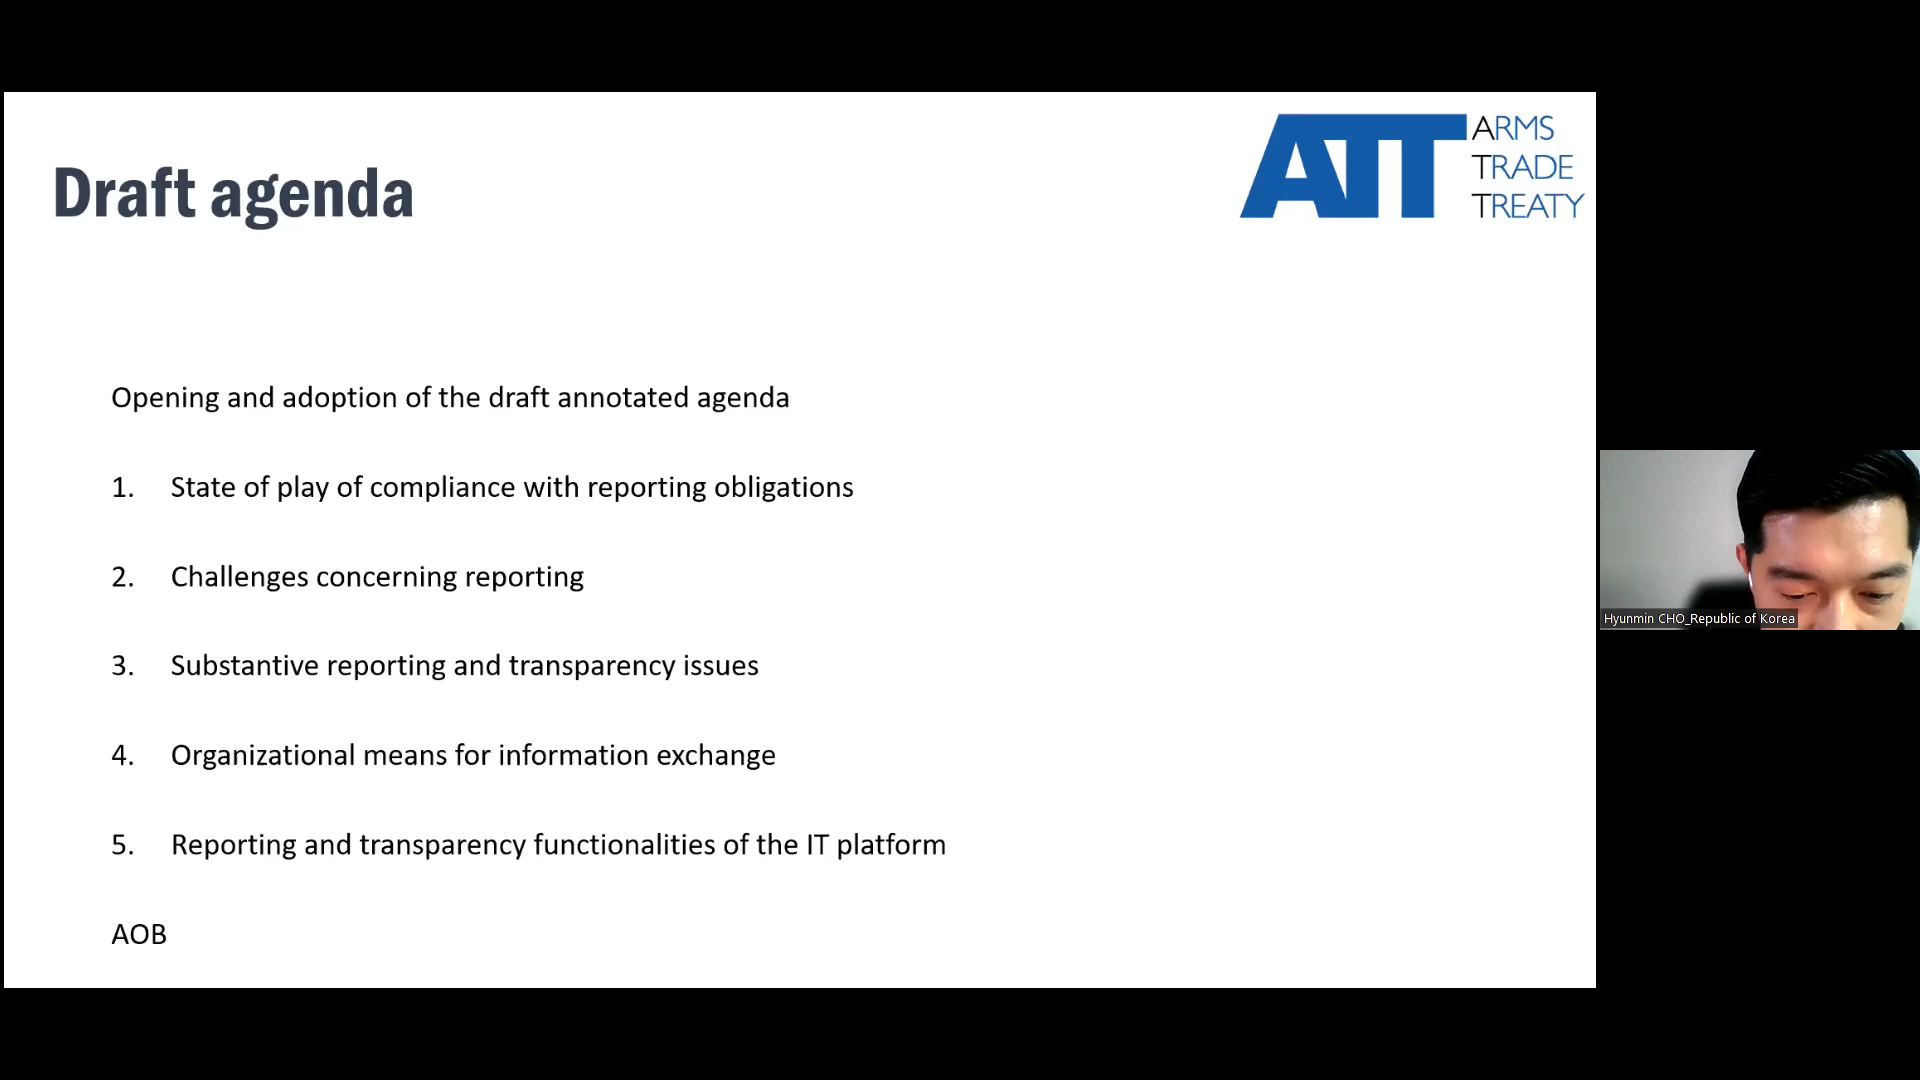 Draft agenda
ATT
ARMS
TRADE
TREATY
Opening and adoption of the draft annotated agenda
1. State of play of compliance with reporting obligations
2. Challenges concerning reporting
3. Substantive reporting and transparency issues
4. Organizational means for information exchange
5. Reporting and transparency functionalities of the IT platform
AOB
Hyunmin CHO_Republic of Korea